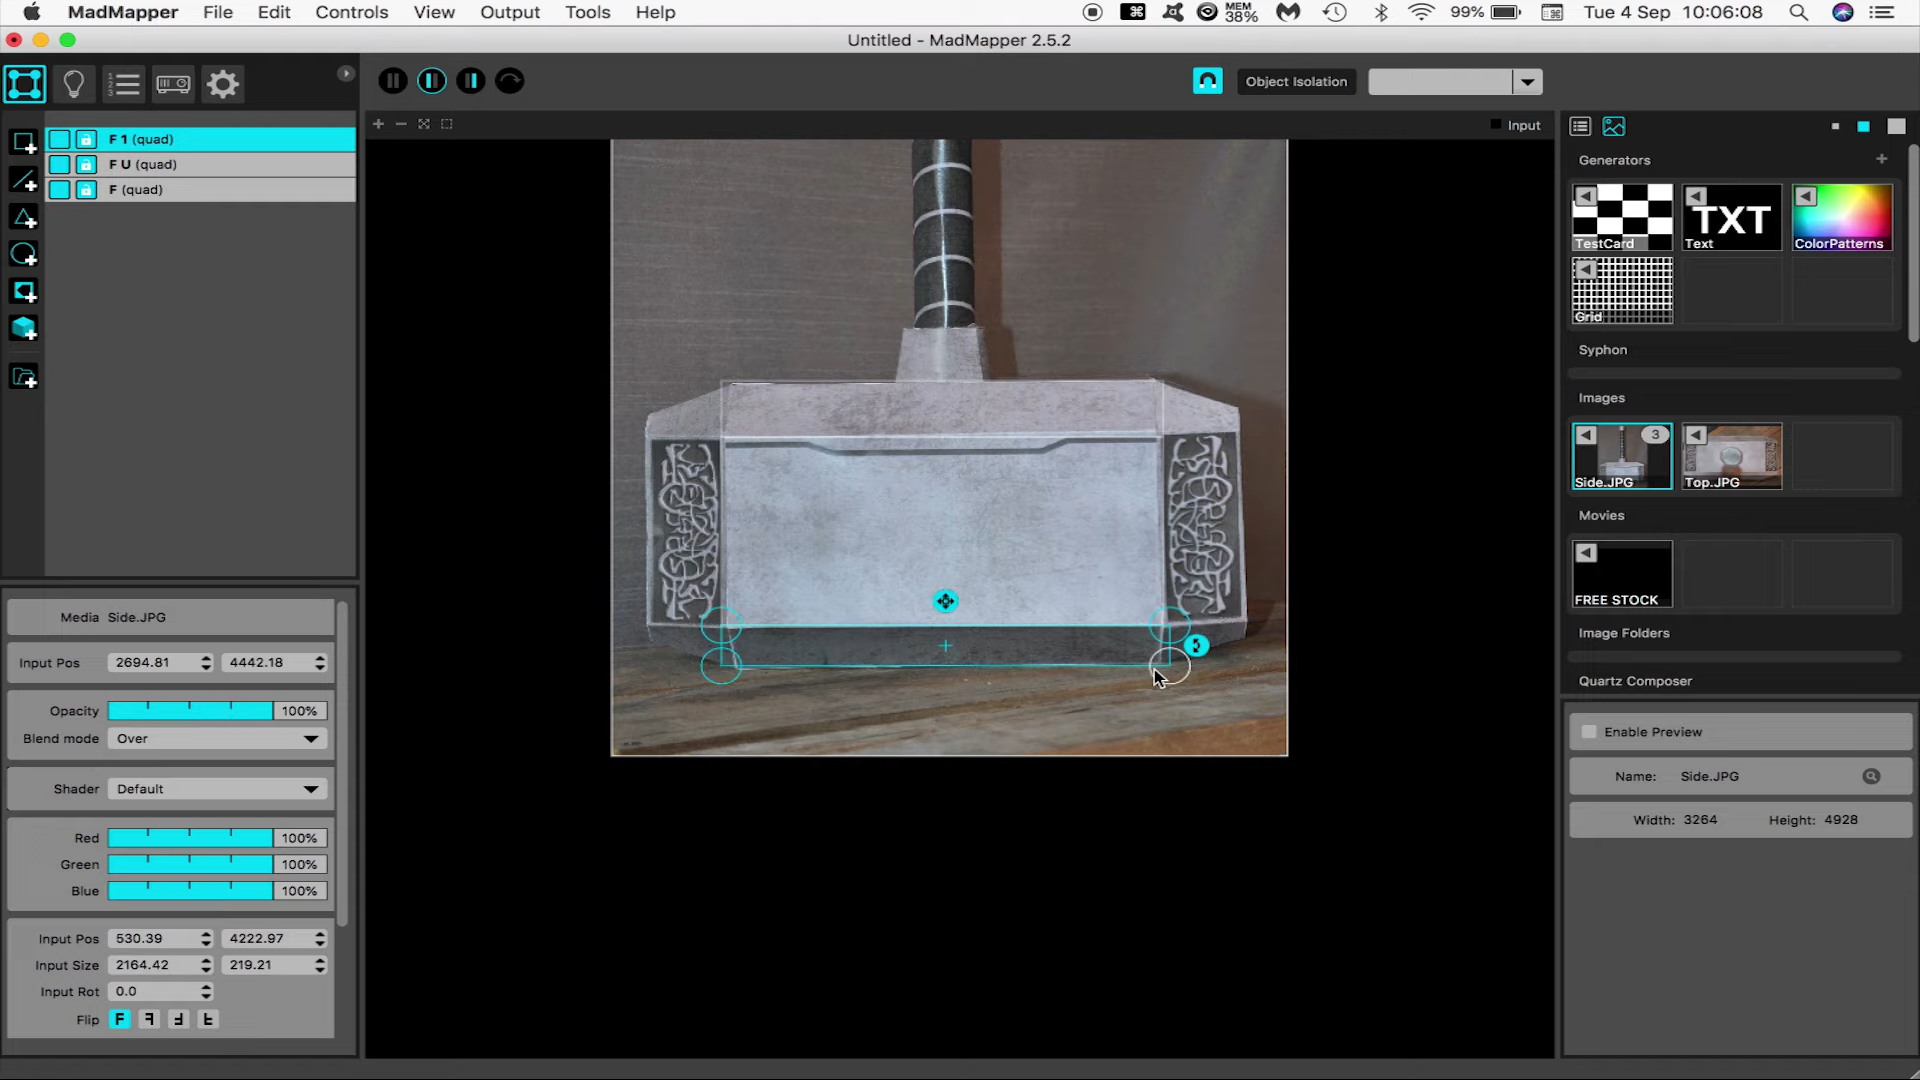 MadMapper File Edit Controls View Output Tools Help MEM 38% 99% Tue 4 Sep 10:06:08
Untitled - MadMapper 2.5.2
Object Isolation
Input
F 1 (quad)
F U (quad)
F (quad)
Generators
TestCard
TXT
Text
ColorPatterns
Grid
Syphon
Images
3
Side.JPG
Top.JPG
Movies
FREE STOCK
Image Folders
Quartz Composer
Media Side.JPG
Input Pos 2694.81 4442.18
Opacity 100%
Blend mode Over
Shader Default
Red 100%
Green 100%
Blue 100%
Input Pos 530.39 4222.97
Input Size 2164.42 219.21
Input Rot 0.0
Flip F
Enable Preview
Name: Side.JPG
Width: 3264 Height: 4928